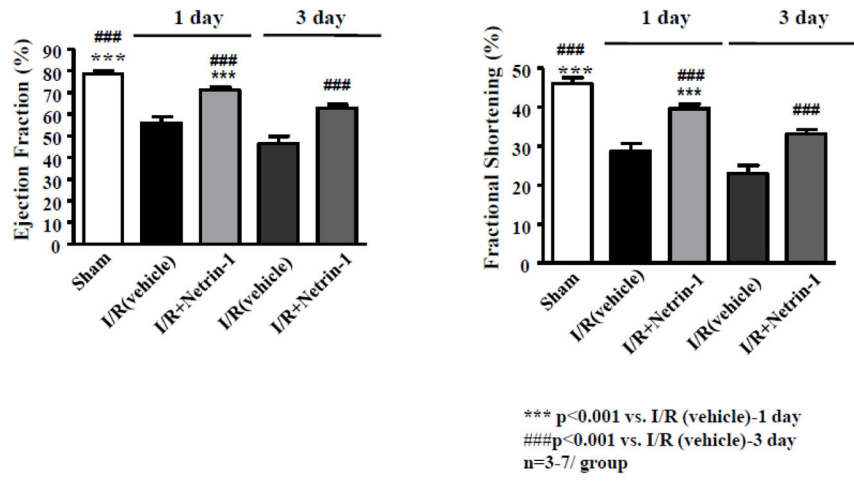 1 day 3 day
Ejection Fraction (%)
90
80
70
60
50
40
30
20
10
0
###
***
###
***
###
Sham
I/R(vehicle)
I/R+Netrin-1
I/R(vehicle)
I/R+Netrin-1
1 day 3 day
Fractional Shortening (%)
50
40
30
20
10
0
###
***
###
***
###
Sham
I/R(vehicle)
I/R+Netrin-1
I/R(vehicle)
I/R+Netrin-1
*** p<0.001 vs. I/R (vehicle)-1 day
###p<0.001 vs. I/R (vehicle)-3 day
n=3-7/ group